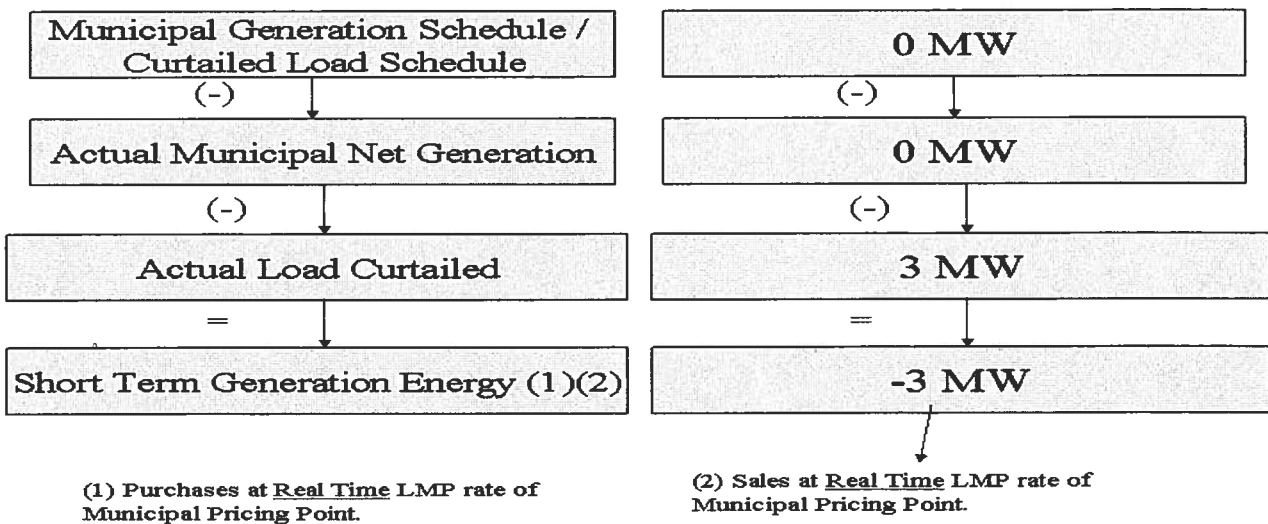 Municipal Generation Schedule /
Curtailed Load Schedule
(-)
Actual Municipal Net Generation
(-)
Actual Load Curtailed
=
Short Term Generation Energy (1)(2)
(1) Purchases at Real Time LMP rate of
Municipal Pricing Point.
0 MW
(-)
0 MW
(-)
3 MW
=
-3 MW
(2) Sales at Real Time LMP rate of
Municipal Pricing Point.